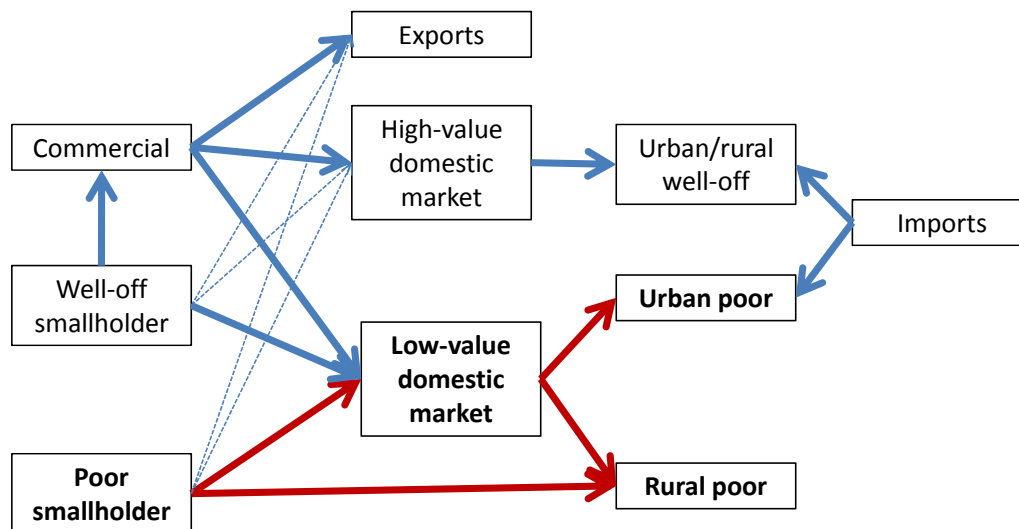 Exports
Commercial
High-value
domestic
market
Urban/rural
well-off
Imports
Well-off
smallholder
Urban poor
Low-value
domestic
market
Poor
smallholder
Rural poor